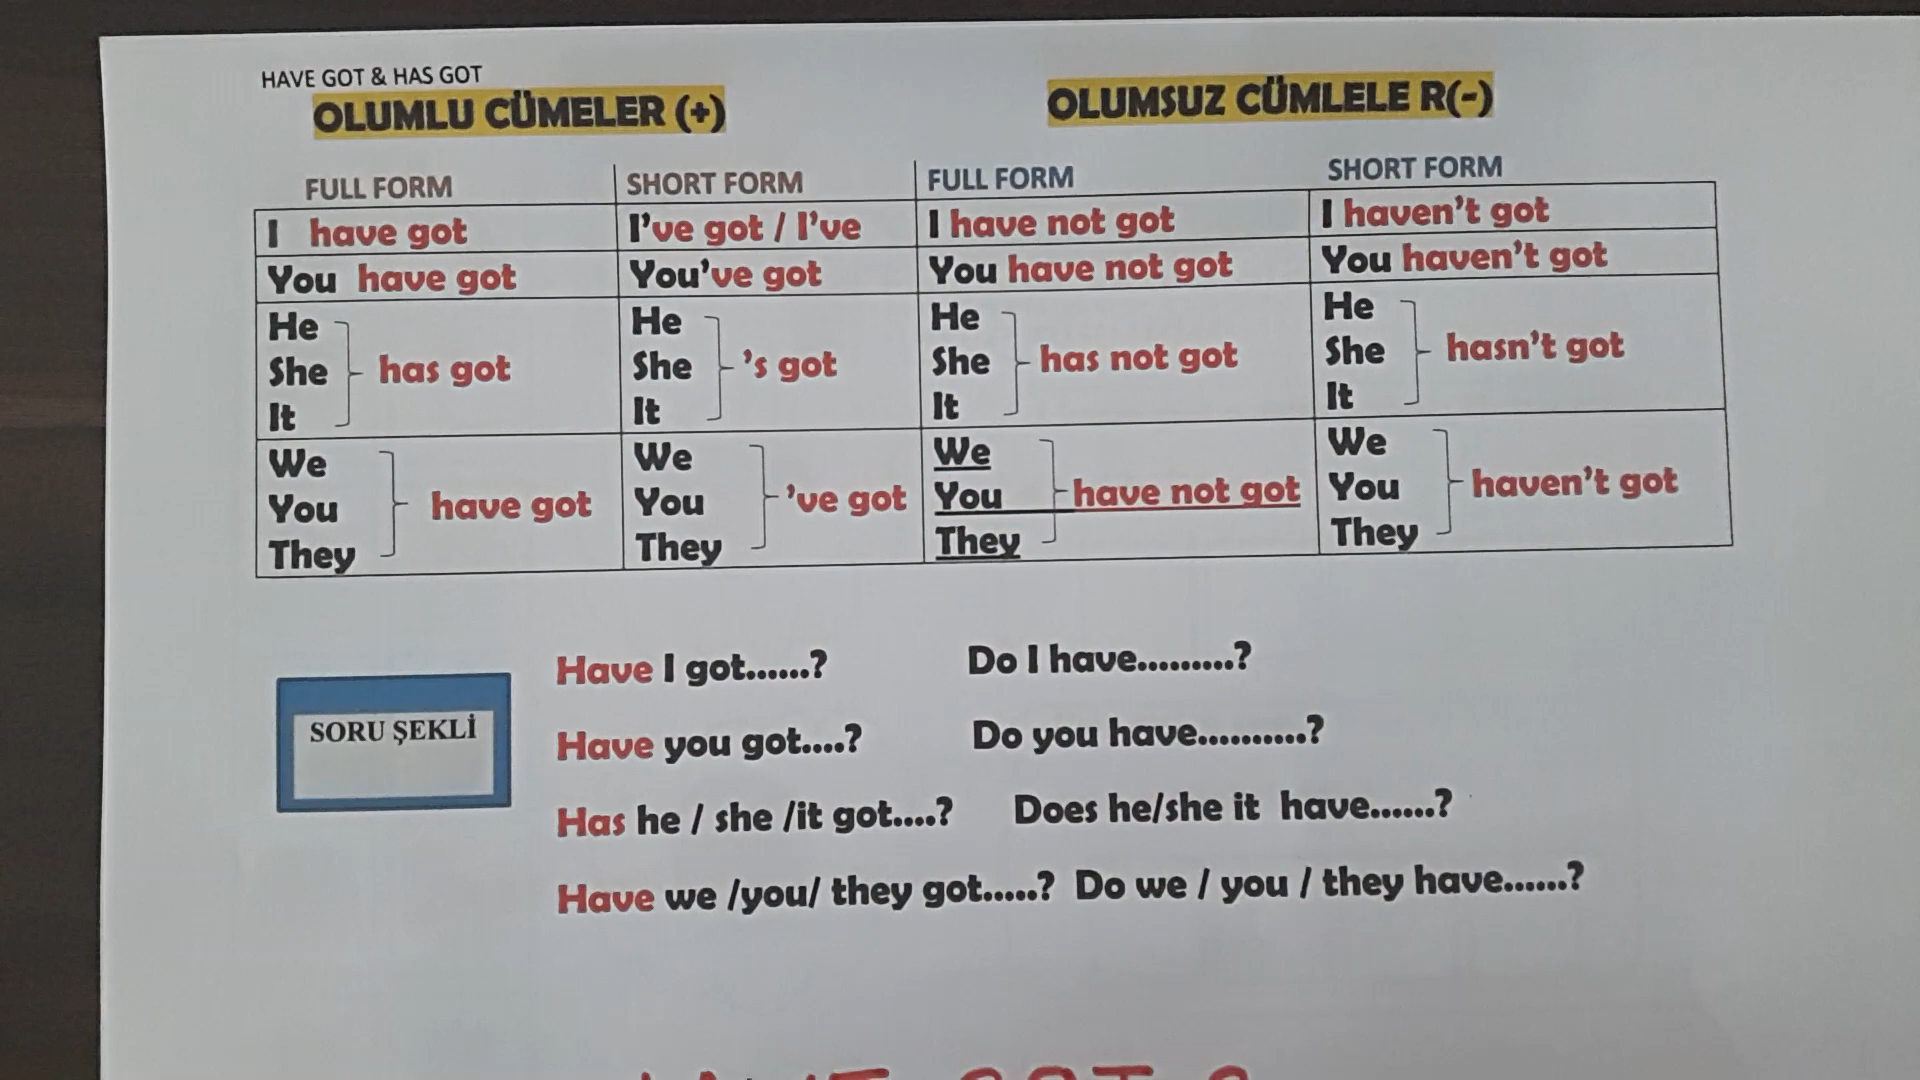 HAVE GOT & HAS GOT
OLUMLU CÜMELER (+) OLUMSUZ CÜMLELE R(-)
FULL FORM SHORT FORM FULL FORM SHORT FORM
I have got I've got / I've I have not got I haven't got
You have got You've got You have not got You haven't got
He He He He
She has got She 's got She has not got She hasn't got
It It It It
We We We We
You have got You 've got You have not got You haven't got
They They They They
Have I got......? Do I have.........?
SORU ŞEKLİ
Have you got....? Do you have..........?
Has he / she /it got....? Does he/she it have......?
Have we /you/ they got.....? Do we / you / they have......?